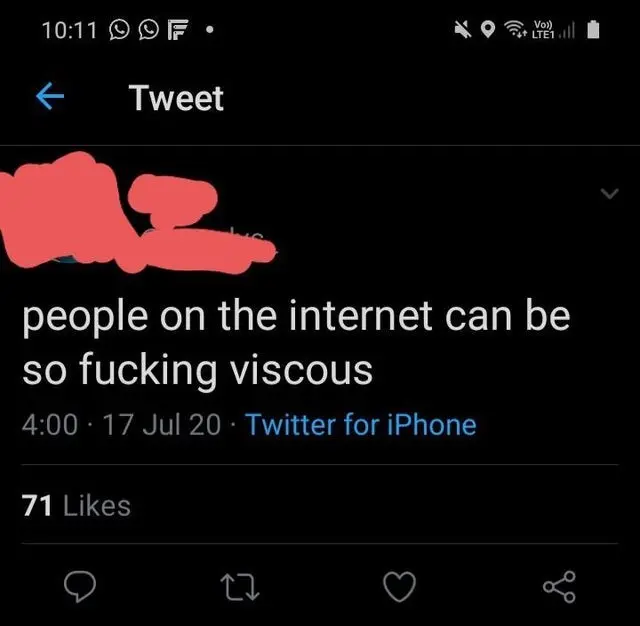 10:11
Vo))
LTE1
Tweet
people on the internet can be
so fucking viscous
4:00 · 17 Jul 20 · Twitter for iPhone
71 Likes